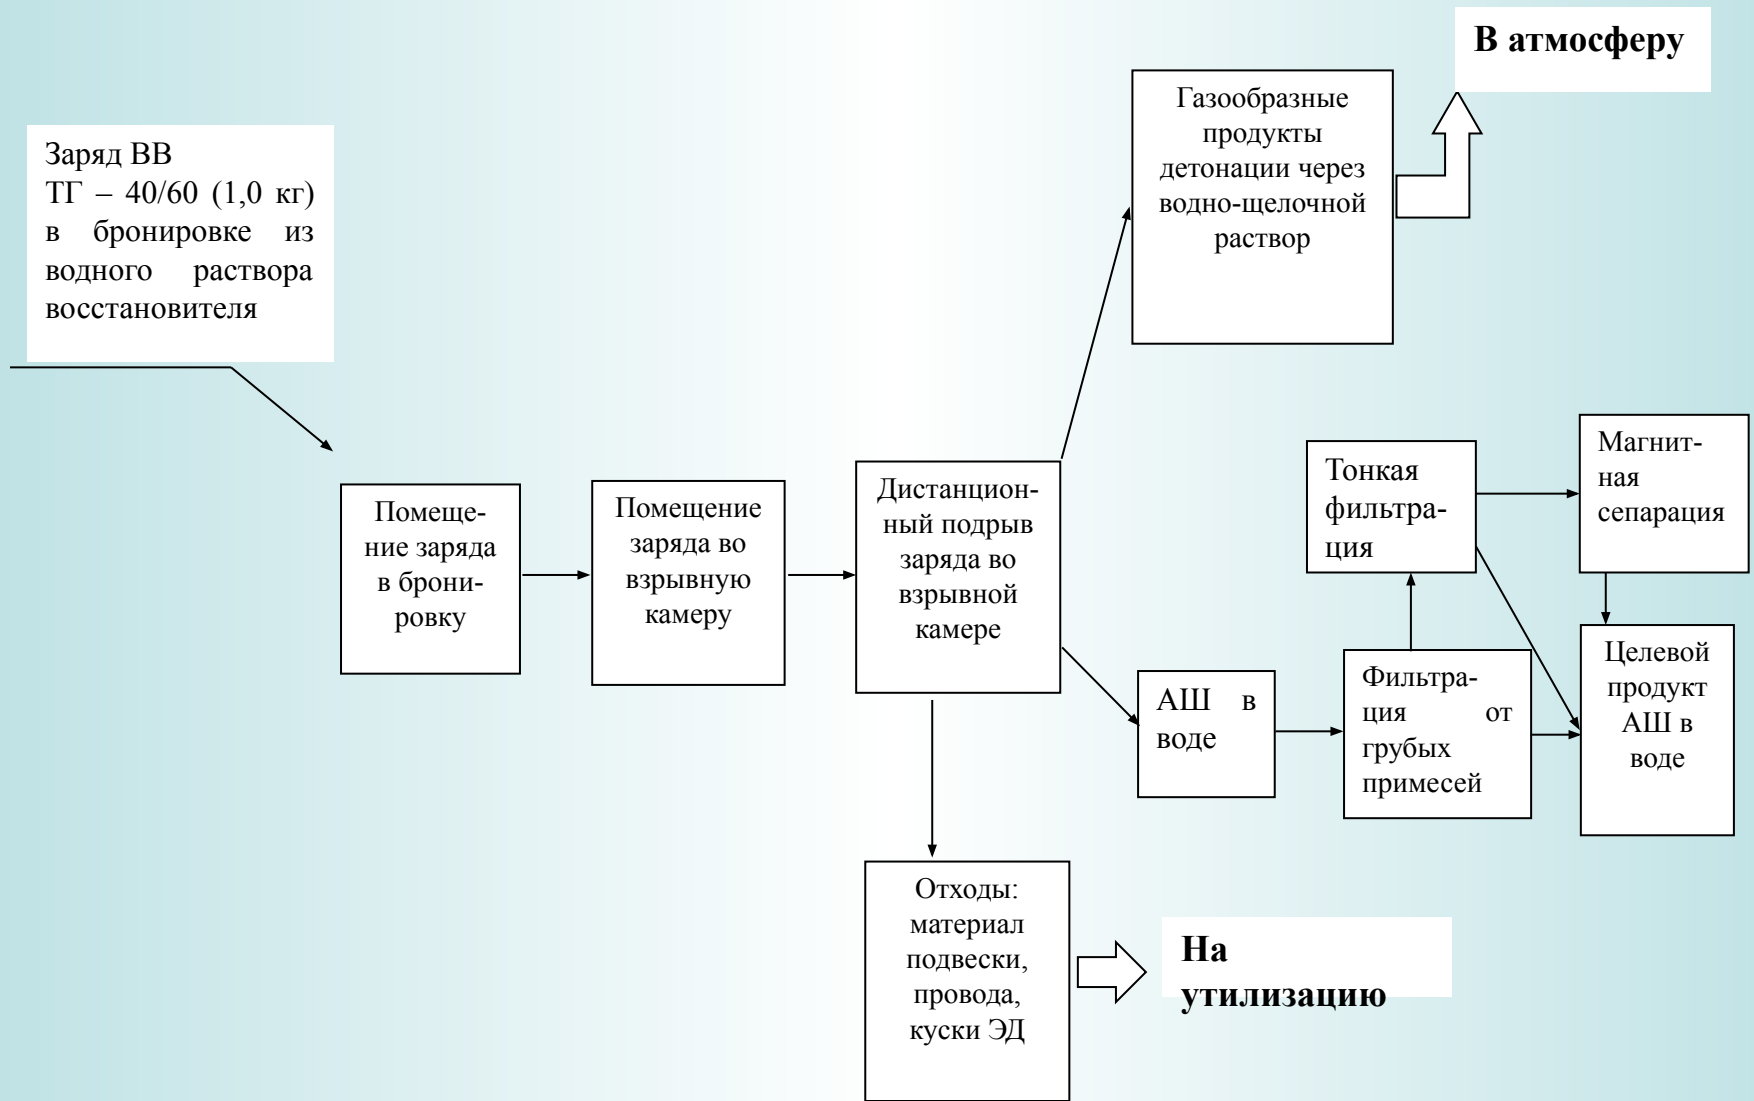 В атмосферу
Газообразные
продукты
детонации через
водно-щелочной
раствор
Заряд ВВ
ТГ – 40/60 (1,0 кг)
в бронировке из
водного раствора
восстановителя
Помеще-
ние заряда
в брони-
ровку
Помещение
заряда во
взрывную
камеру
Дистанцион-
ный подрыв
заряда во
взрывной
камере
Тонкая
фильтра-
ция
Магнит-
ная
сепарация
АШ в
воде
Фильтра-
ция от
грубых
примесей
Целевой
продукт
АШ в
воде
Отходы:
материал
подвески,
провода,
куски ЭД
На
утилизацию